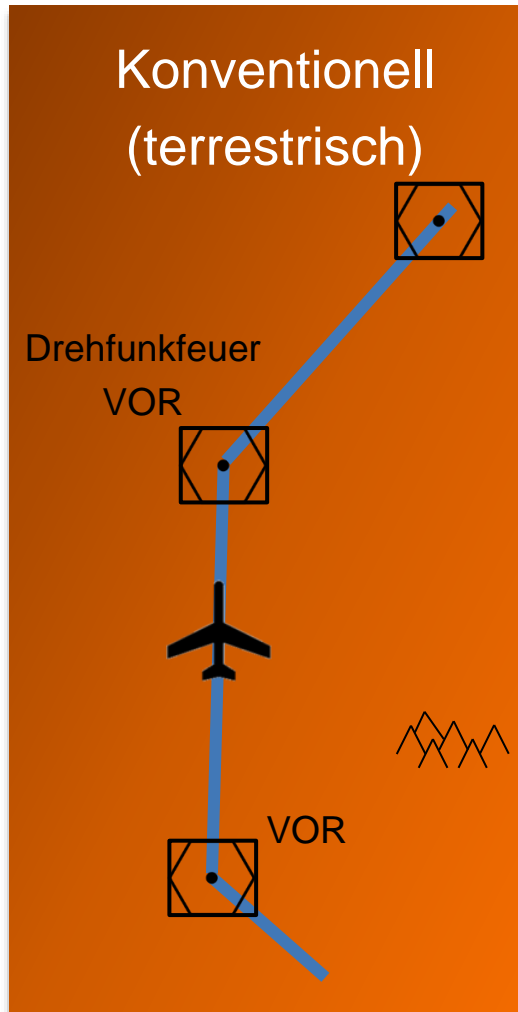 Konventionell
(terrestrisch)
Drehfunkfeuer
VOR
VOR